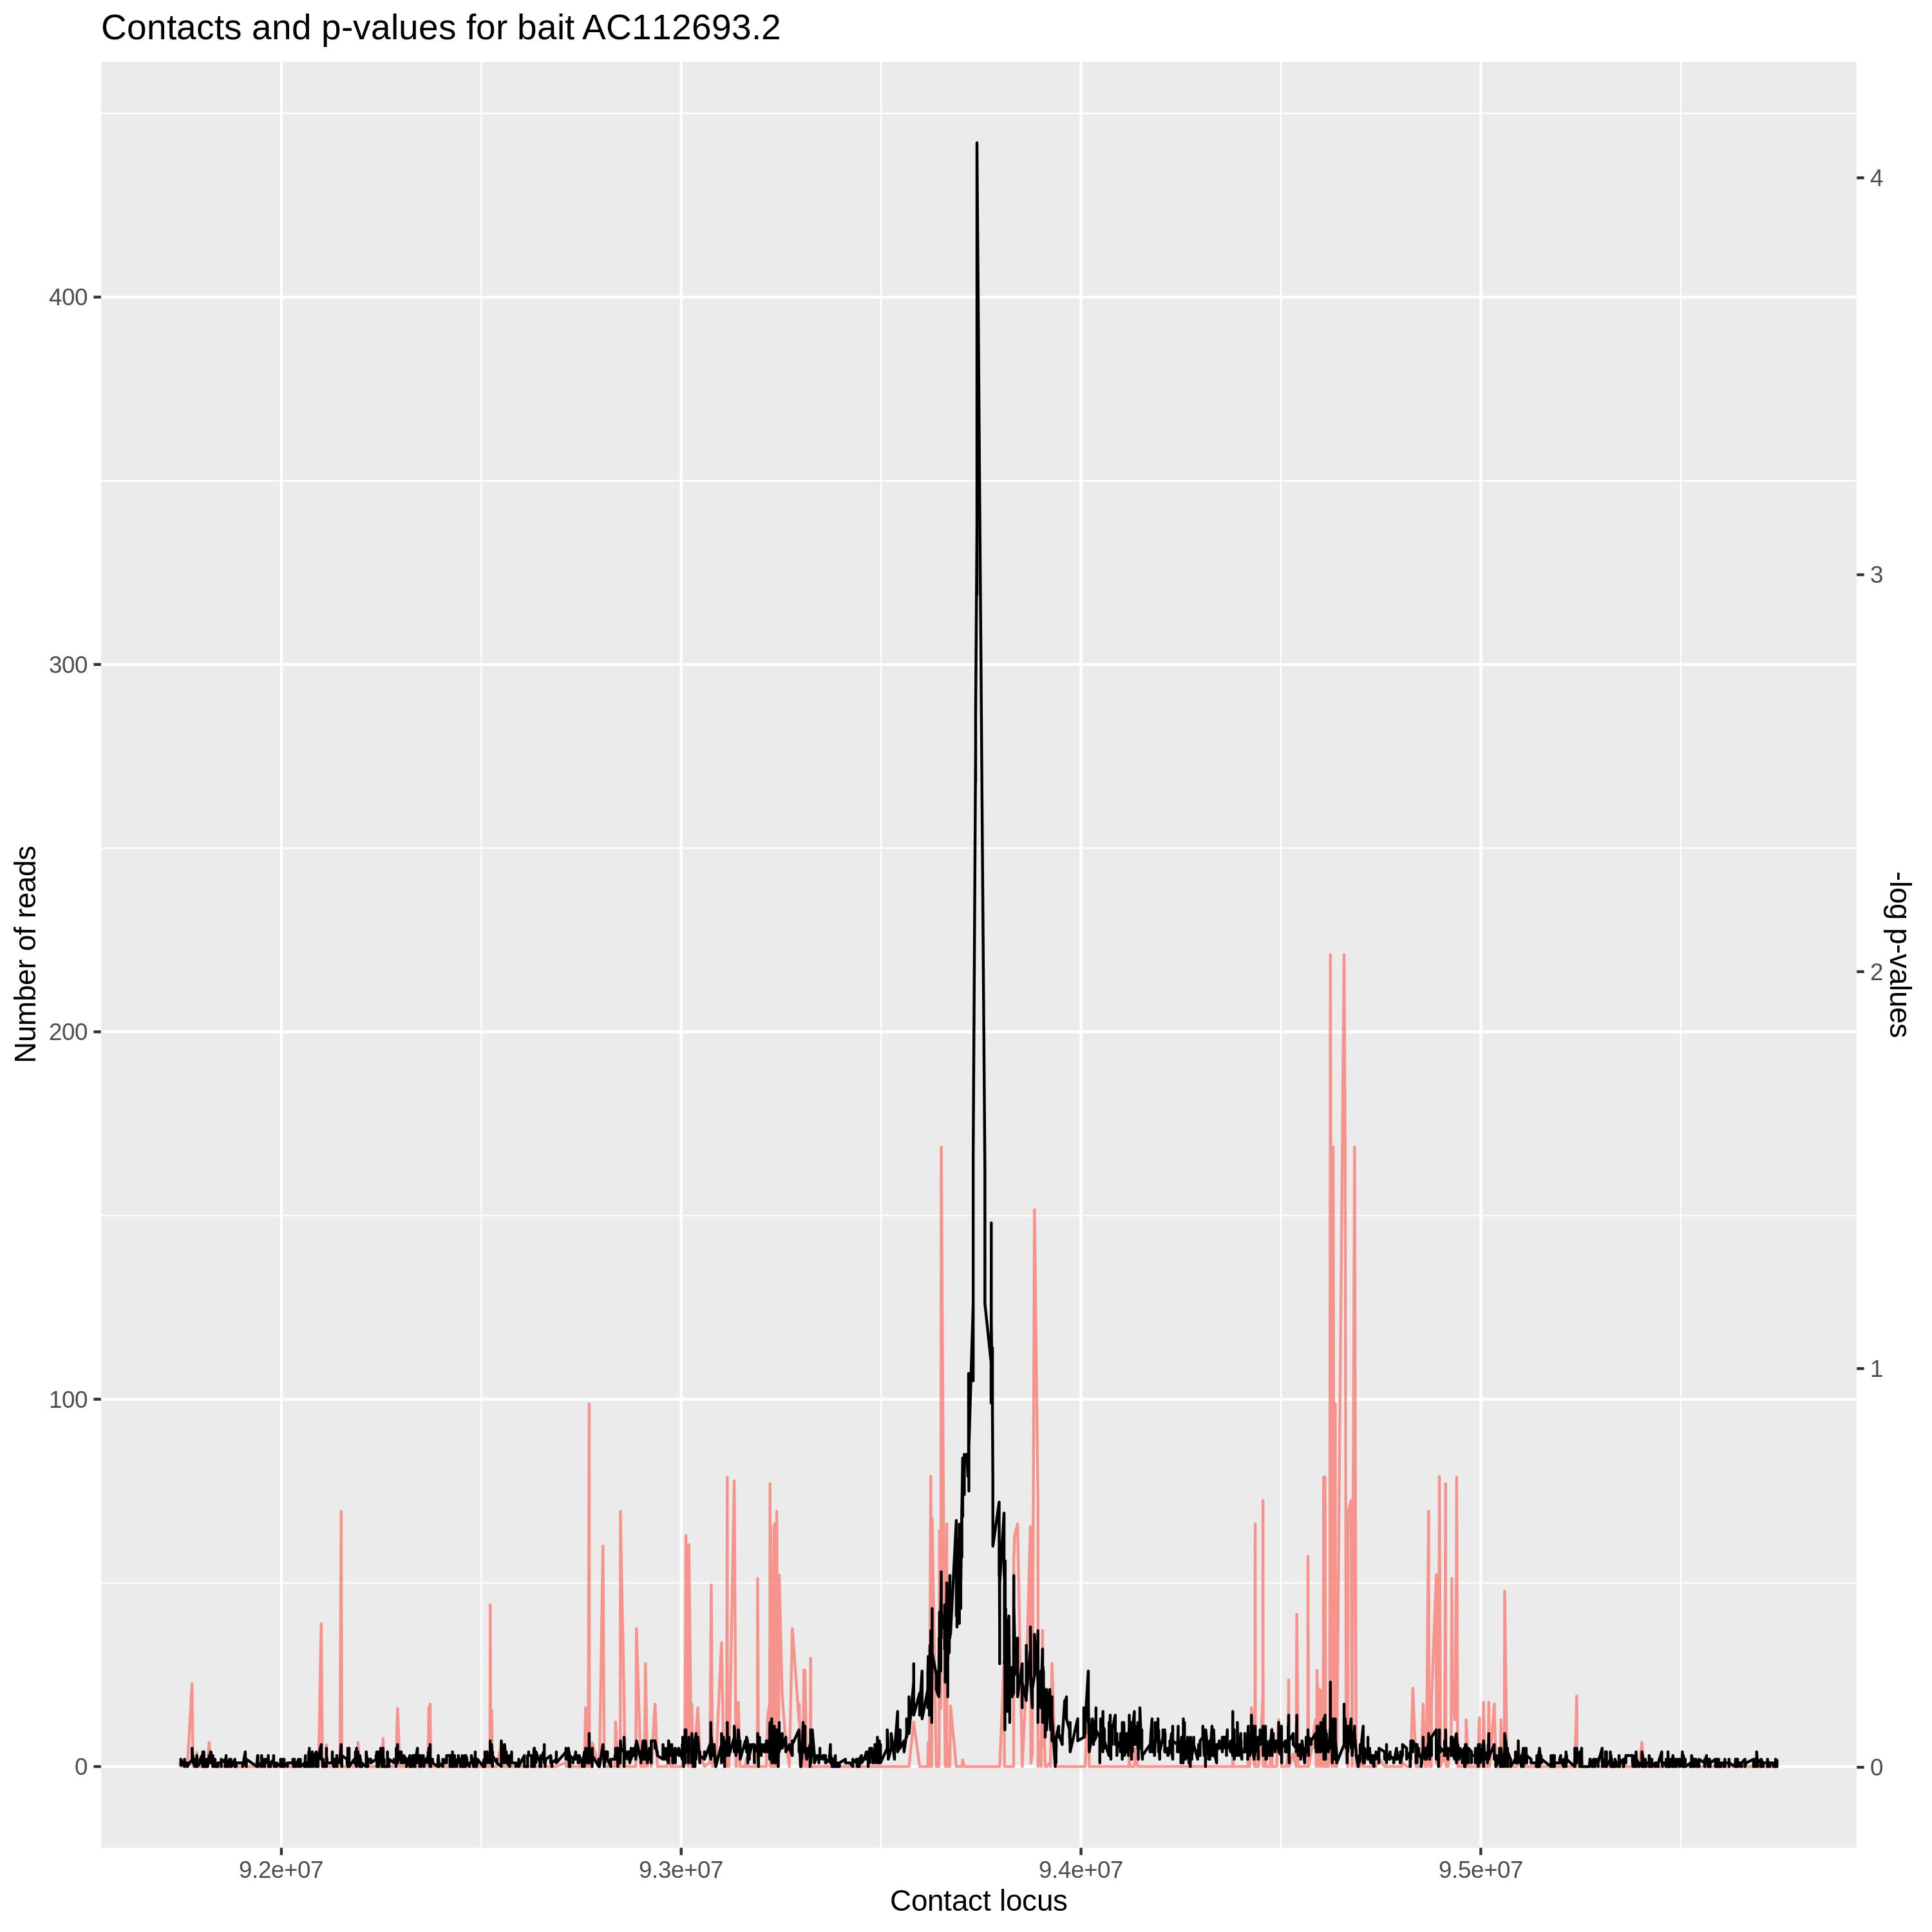 Contacts and p-values for bait AC112693.2
Number of reads
400
300
200
100
0
4
3
2
1
0
-log p-values
9.2e+07 9.3e+07 9.4e+07 9.5e+07
Contact locus